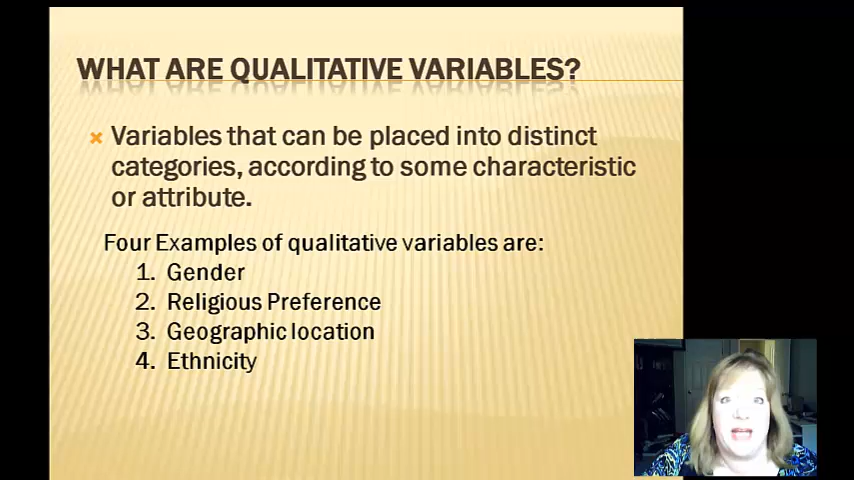 WHAT ARE QUALITATIVE VARIABLES?
Variables that can be placed into distinct
categories, according to some characteristic
or attribute.
Four Examples of qualitative variables are:
1. Gender
2. Religious Preference
3. Geographic location
4. Ethnicity